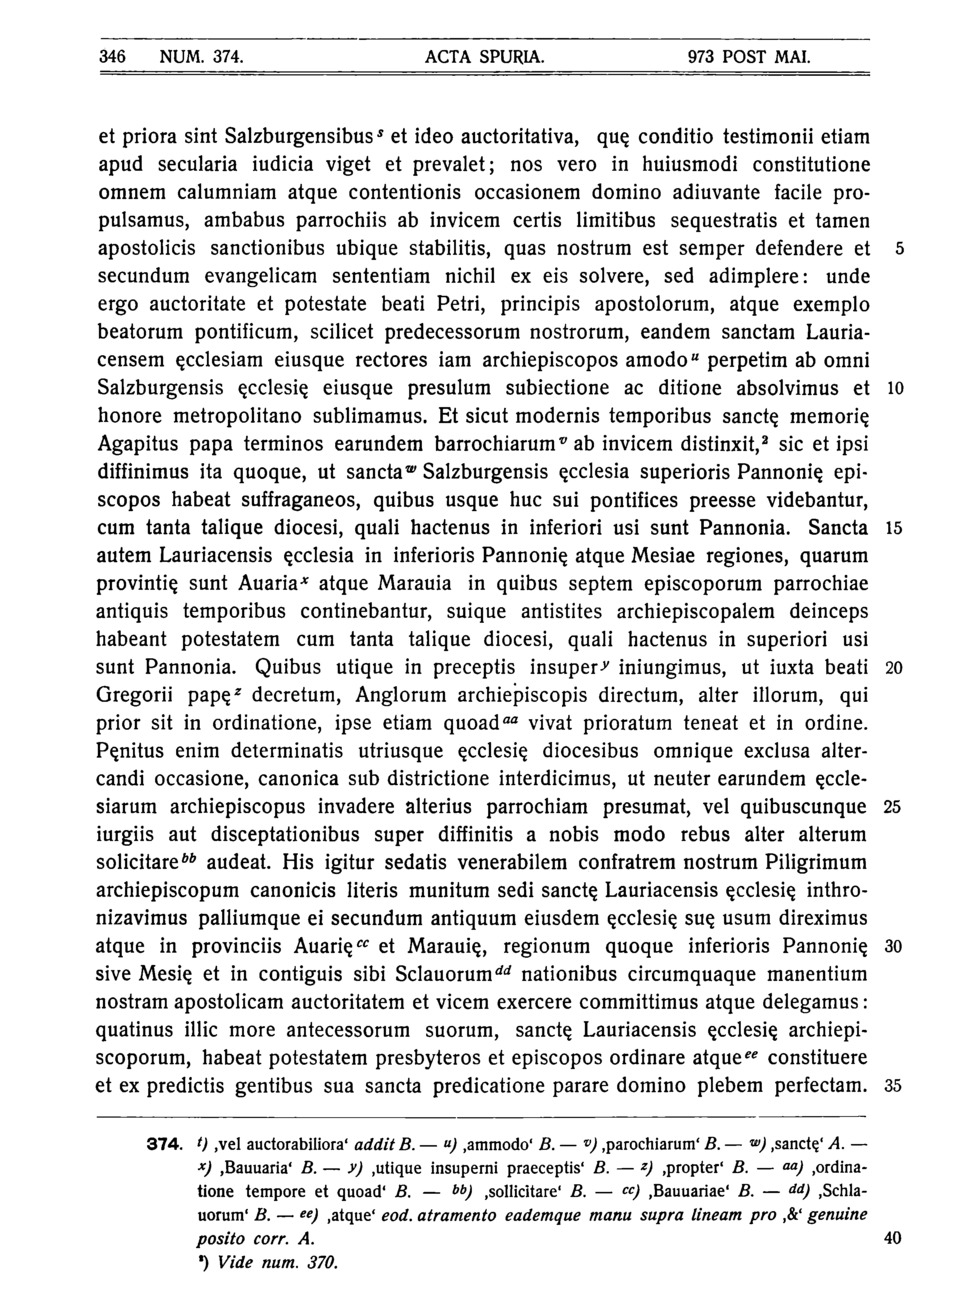 346 NUM. 374. ACTA SPURIA. 973 POST MAI.
et priora sint Salzburgensibus ˢ et ideo auctoritativa, quę conditio testimonii etiam
apud secularia iudicia viget et prevalet; nos vero in huiusmodi constitutione
omnem calumniam atque contentionis occasionem domino adiuvante facile pro-
pulsamus, ambabus parrochiis ab invicem certis limitibus sequestratis et tamen
apostolicis sanctionibus ubique stabilitis, quas nostrum est semper defendere et 5
secundum evangelicam sententiam nichil ex eis solvere, sed adimplere: unde
ergo auctoritate et potestate beati Petri, principis apostolorum, atque exemplo
beatorum pontificum, scilicet predecessorum nostrorum, eandem sanctam Lauria-
censem ęcclesiam eiusque rectores iam archiepiscopos amodo ᵘ perpetim ab omni
Salzburgensis ęcclesię eiusque presulum subiectione ac ditione absolvimus et 10
honore metropolitano sublimamus. Et sicut modernis temporibus sanctę memorię
Agapitus papa terminos earundem barrochiarum ᵛ ab invicem distinxit,² sic et ipsi
diffinimus ita quoque, ut sancta ʷ Salzburgensis ęcclesia superioris Pannonię epi-
scopos habeat suffraganeos, quibus usque huc sui pontifices preesse videbantur,
cum tanta talique diocesi, quali hactenus in inferiori usi sunt Pannonia. Sancta 15
autem Lauriacensis ęcclesia in inferioris Pannonię atque Mesiae regiones, quarum
provintię sunt Auaria ˣ atque Marauia in quibus septem episcoporum parrochiae
antiquis temporibus continebantur, suique antistites archiepiscopalem deinceps
habeant potestatem cum tanta talique diocesi, quali hactenus in superiori usi
sunt Pannonia. Quibus utique in preceptis insuper ʸ iniungimus, ut iuxta beati 20
Gregorii papę ᶻ decretum, Anglorum archiepiscopis directum, alter illorum, qui
prior sit in ordinatione, ipse etiam quoad ᵃᵃ vivat prioratum teneat et in ordine.
Pęnitus enim determinatis utriusque ęcclesię diocesibus omnique exclusa alter-
candi occasione, canonica sub districtione interdicimus, ut neuter earundem ęccle-
siarum archiepiscopus invadere alterius parrochiam presumat, vel quibuscunque 25
iurgiis aut disceptationibus super diffinitis a nobis modo rebus alter alterum
solicitare ᵇᵇ audeat. His igitur sedatis venerabilem confratrem nostrum Piligrimum
archiepiscopum canonicis literis munitum sedi sanctę Lauriacensis ęcclesię inthro-
nizavimus palliumque ei secundum antiquum eiusdem ęcclesię suę usum direximus
atque in provinciis Auarię ᶜᶜ et Marauię, regionum quoque inferioris Pannonię 30
sive Mesię et in contiguis sibi Sclauorum ᵈᵈ nationibus circumquaque manentium
nostram apostolicam auctoritatem et vicem exercere committimus atque delegamus:
quatinus illic more antecessorum suorum, sanctę Lauriacensis ęcclesię archiepi-
scoporum, habeat potestatem presbyteros et episcopos ordinare atque ᵉᵉ constituere
et ex predictis gentibus sua sancta predicatione parare domino plebem perfectam. 35
374. t) ‚vel auctorabiliora‘ addit B. — u) ‚ammodo‘ B. — v) ‚parochiarum‘ B. — w) ‚sanctę‘ A. —
x) ‚Bauuaria‘ B. — y) ‚utique insuperni praeceptis‘ B. — z) ‚propter‘ B. — aa) ‚ordina-
tione tempore et quoad‘ B. — bb) ‚sollicitare‘ B. — cc) ‚Bauuariae‘ B. — dd) ‚Schla-
uorum‘ B. — ee) ‚atque‘ eod. atramento eademque manu supra lineam pro ‚&‘ genuine
posito corr. A. 40
²) Vide num. 370.